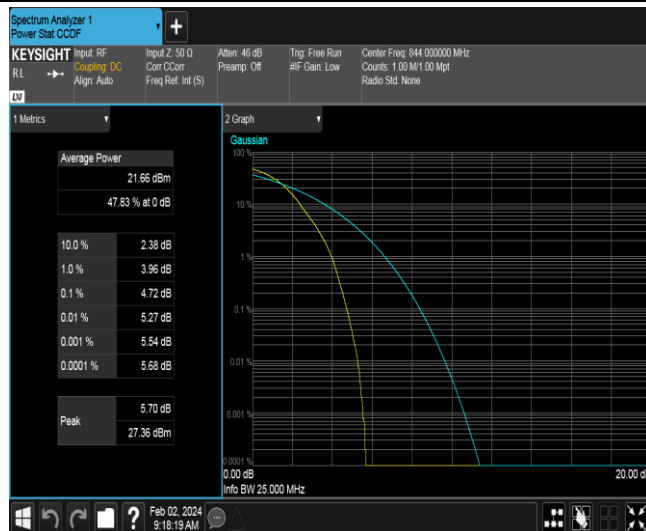 Spectrum Analyzer 1
Power Stat CCDF
+
KEYSIGHT
RL
Input: RF
Coupling: DC
Align: Auto
Input Z: 50 Ω
Corr CCorr
Freq Ref: Int (S)
Atten: 46 dB
Preamp: Off
Trig: Free Run
#IF Gain: Low
Center Freq: 844.000000 MHz
Counts: 1.00 M/1.00 Mpt
Radio Std: None
1 Metrics
Average Power
21.66 dBm
47.83 % at 0 dB
10.0 % 2.38 dB
1.0 % 3.96 dB
0.1 % 4.72 dB
0.01 % 5.27 dB
0.001 % 5.54 dB
0.0001 % 5.68 dB
Peak
5.70 dB
27.36 dBm
2 Graph
Gaussian
100 %
10 %
1 %
0.1 %
0.01 %
0.001 %
0.0001 %
0.00 dB
20.00 d
Info BW 25.000 MHz
?
Feb 02, 2024
9:18:19 AM